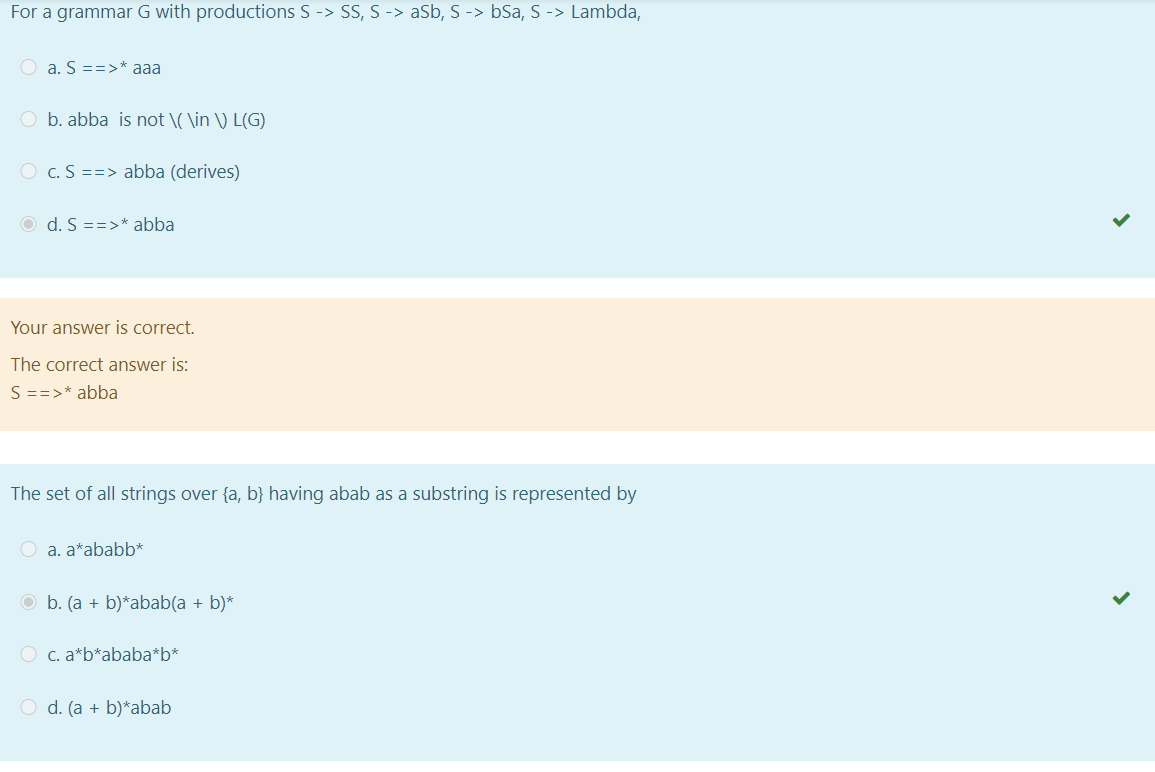 For a grammar G with productions S -> SS, S -> aSb, S -> bSa, S -> Lambda,
a. S ==>* aaa
b. abba  is not \( \in \) L(G)
c. S ==> abba (derives)
d. S ==>* abba
Your answer is correct.
The correct answer is:
S ==>* abba
The set of all strings over {a, b} having abab as a substring is represented by
a. a*ababb*
b. (a + b)*abab(a + b)*
c. a*b*ababa*b*
d. (a + b)*abab